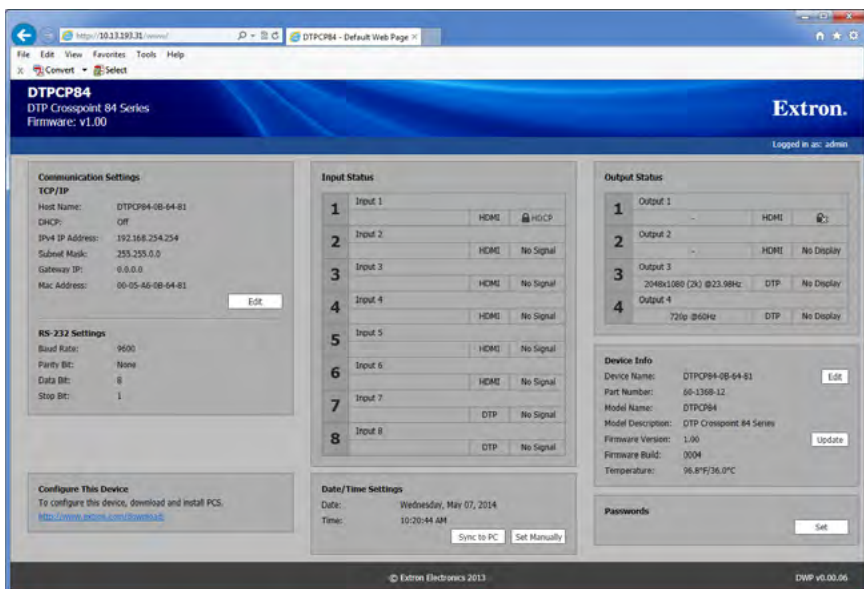 http://10.13.193.31/www/
DTPCP84 - Default Web Page
File Edit View Favorites Tools Help
x Convert Select
DTPCP84
DTP Crosspoint 84 Series
Firmware: v1.00
Extron.
Logged in as: admin
Communication Settings
TCP/IP
Host Name: DTPCP84-0B-64-81
DHCP: Off
IPv4 IP Address: 192.168.254.254
Subnet Mask: 255.255.0.0
Gateway IP: 0.0.0.0
Mac Address: 00-05-A6-0B-64-81
Edit
RS-232 Settings
Baud Rate: 9600
Parity Bit: None
Data Bit: 8
Stop Bit: 1
Configure This Device
To configure this device, download and install PCS.
http://www.extron.com/download/
Input Status
1 Input 1
HDMI HDCP
2 Input 2
HDMI No Signal
3 Input 3
HDMI No Signal
4 Input 4
HDMI No Signal
5 Input 5
HDMI No Signal
6 Input 6
HDMI No Signal
7 Input 7
DTP No Signal
8 Input 8
DTP No Signal
Date/Time Settings
Date: Wednesday, May 07, 2014
Time: 10:20:44 AM
Sync to PC Set Manually
Output Status
1 Output 1
- HDMI
2 Output 2
- HDMI No Display
3 Output 3
2048x1080 (2k) @23.98Hz DTP No Display
4 Output 4
720p @60Hz DTP No Display
Device Info
Device Name: DTPCP84-0B-64-81
Edit
Part Number: 60-1368-12
Model Name: DTPCP84
Model Description: DTP Crosspoint 84 Series
Firmware Version: 1.00
Update
Firmware Build: 0004
Temperature: 96.8°F/36.0°C
Passwords
Set
© Extron Electronics 2013
DWP v0.00.06